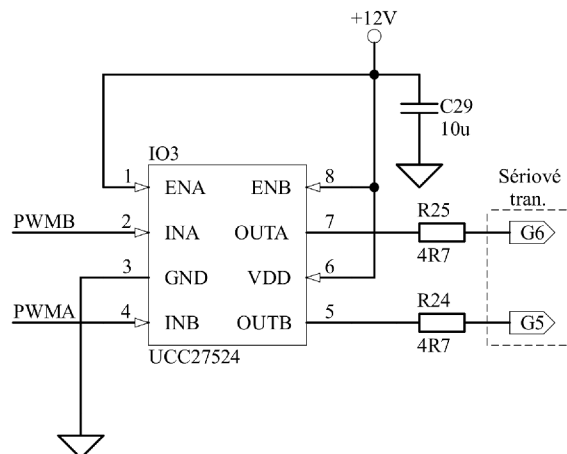 +12V
C29
10u
IO3
1 ENA ENB 8
Sériové
tran.
PWMB 2 INA OUTA 7 R25 G6
4R7
3 GND VDD 6
PWMA 4 INB OUTB 5 R24 G5
4R7
UCC27524